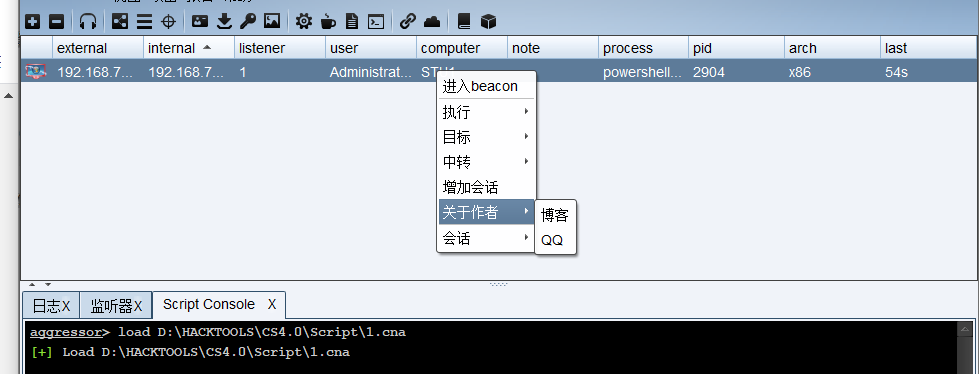 external internal listener user computer note process pid arch last
192.168.7... 192.168.7... 1 Administrat... powershell... 2904 x86 54s
进入beacon
执行
目标
中转
增加会话
关于作者
会话
博客
QQ
日志X 监听器X Script Console X
aggressor> load D:\HACKTOOLS\CS4.0\Script\1.cna
[+] Load D:\HACKTOOLS\CS4.0\Script\1.cna